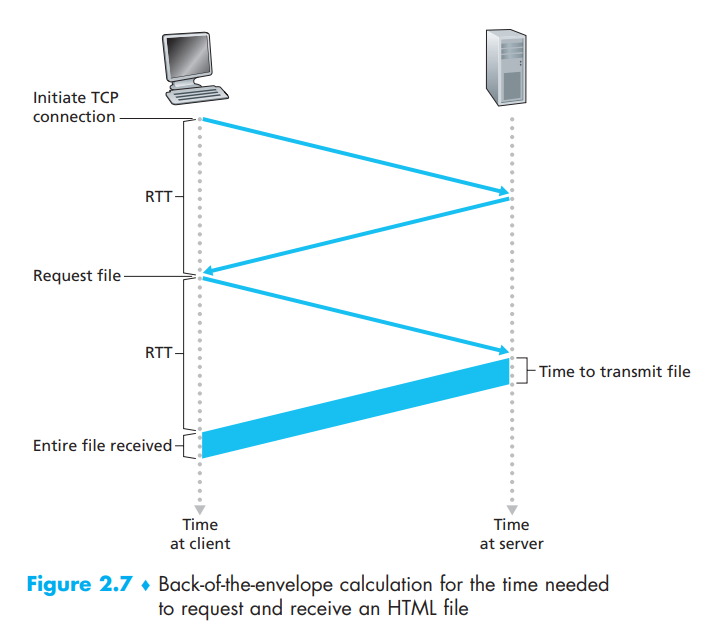 Initiate TCP
connection
RTT
Request file
RTT
Time to transmit file
Entire file received
Time
at client
Time
at server
Figure 2.7 ♦ Back-of-the-envelope calculation for the time needed
to request and receive an HTML file